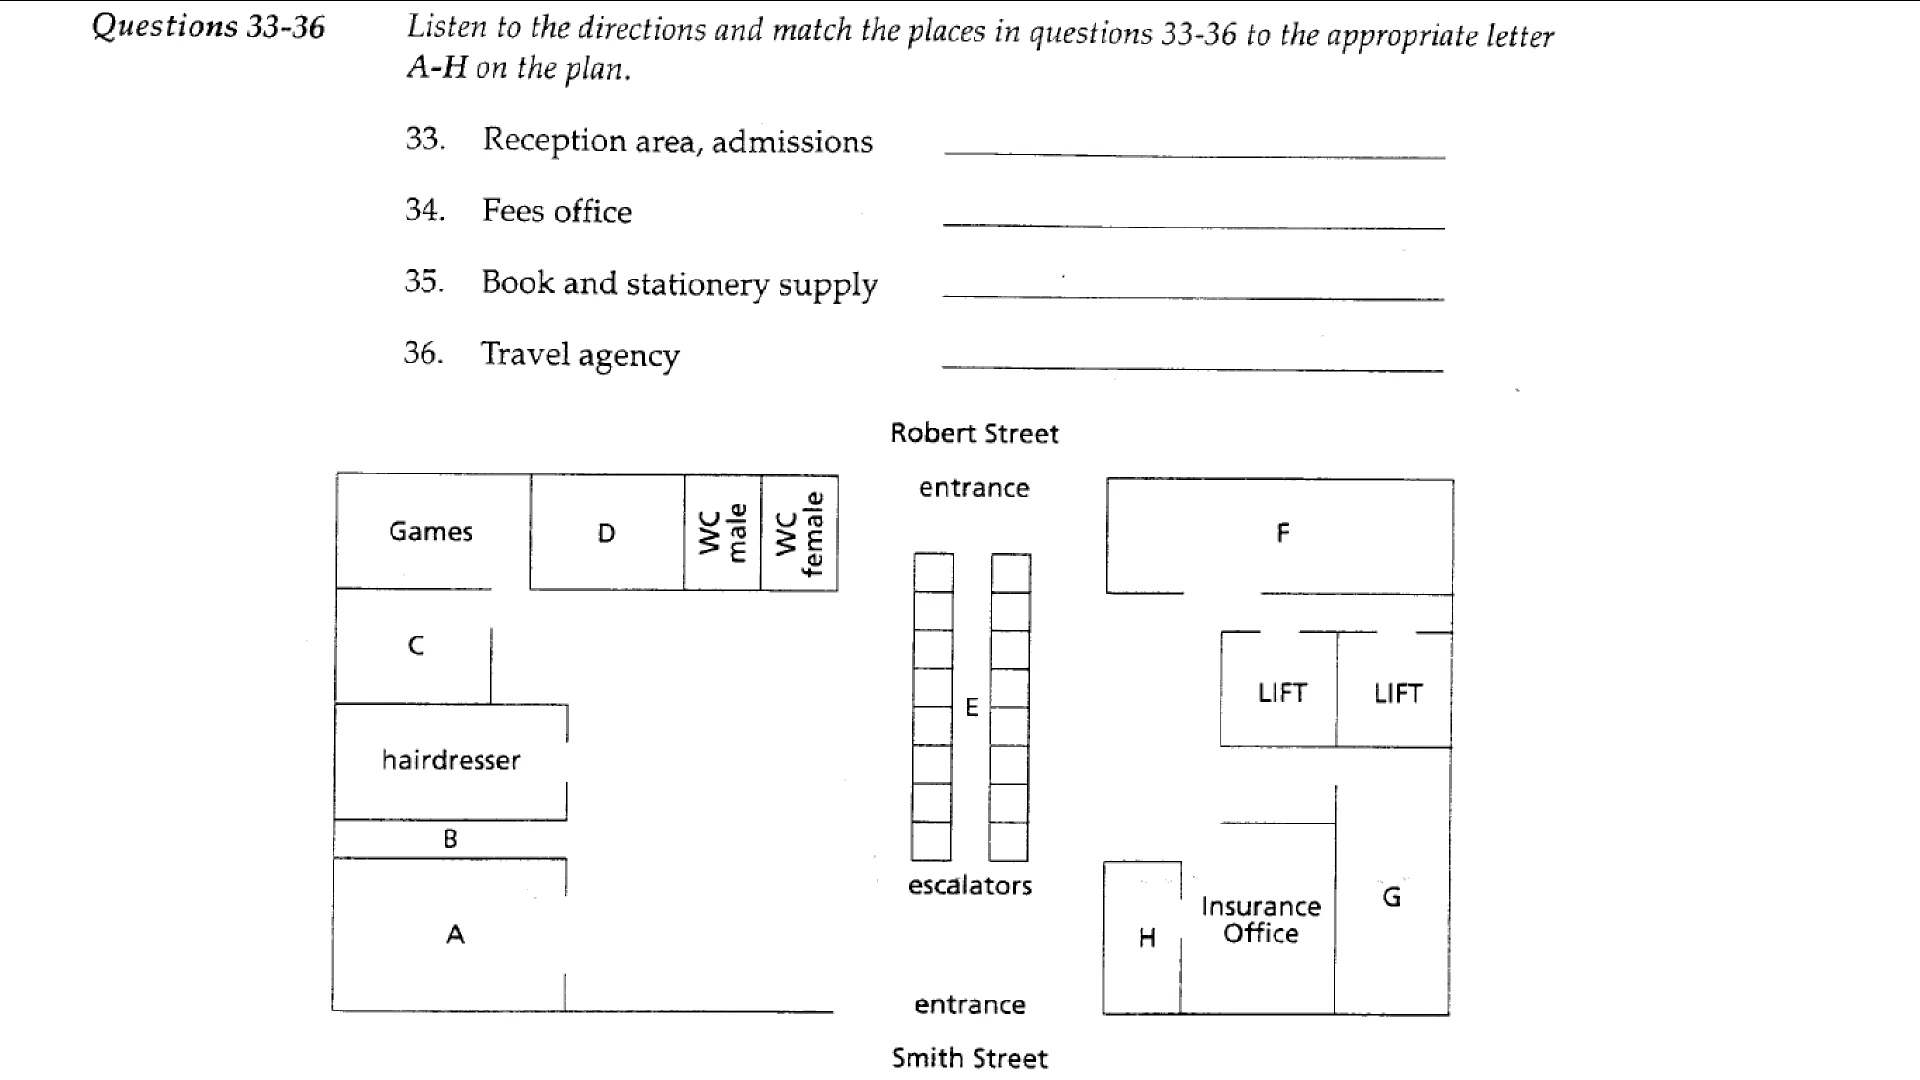 Questions 33-36
Listen to the directions and match the places in questions 33-36 to the appropriate letter
A-H on the plan.
33. Reception area, admissions
34. Fees office
35. Book and stationery supply
36. Travel agency
Robert Street
entrance
Games
D
WC male
WC female
F
C
E
LIFT
LIFT
hairdresser
B
escalators
A
H
Insurance
Office
G
entrance
Smith Street